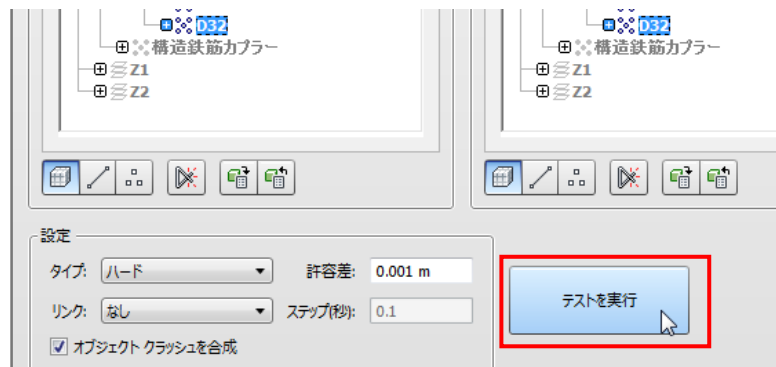 D32
構造鉄筋カプラー
Z1
Z2
D32
構造鉄筋カプラー
Z1
Z2
設定
タイプ: ハード
許容差: 0.001 m
リンク: なし
ステップ(秒): 0.1
オブジェクト クラッシュを合成
テストを実行